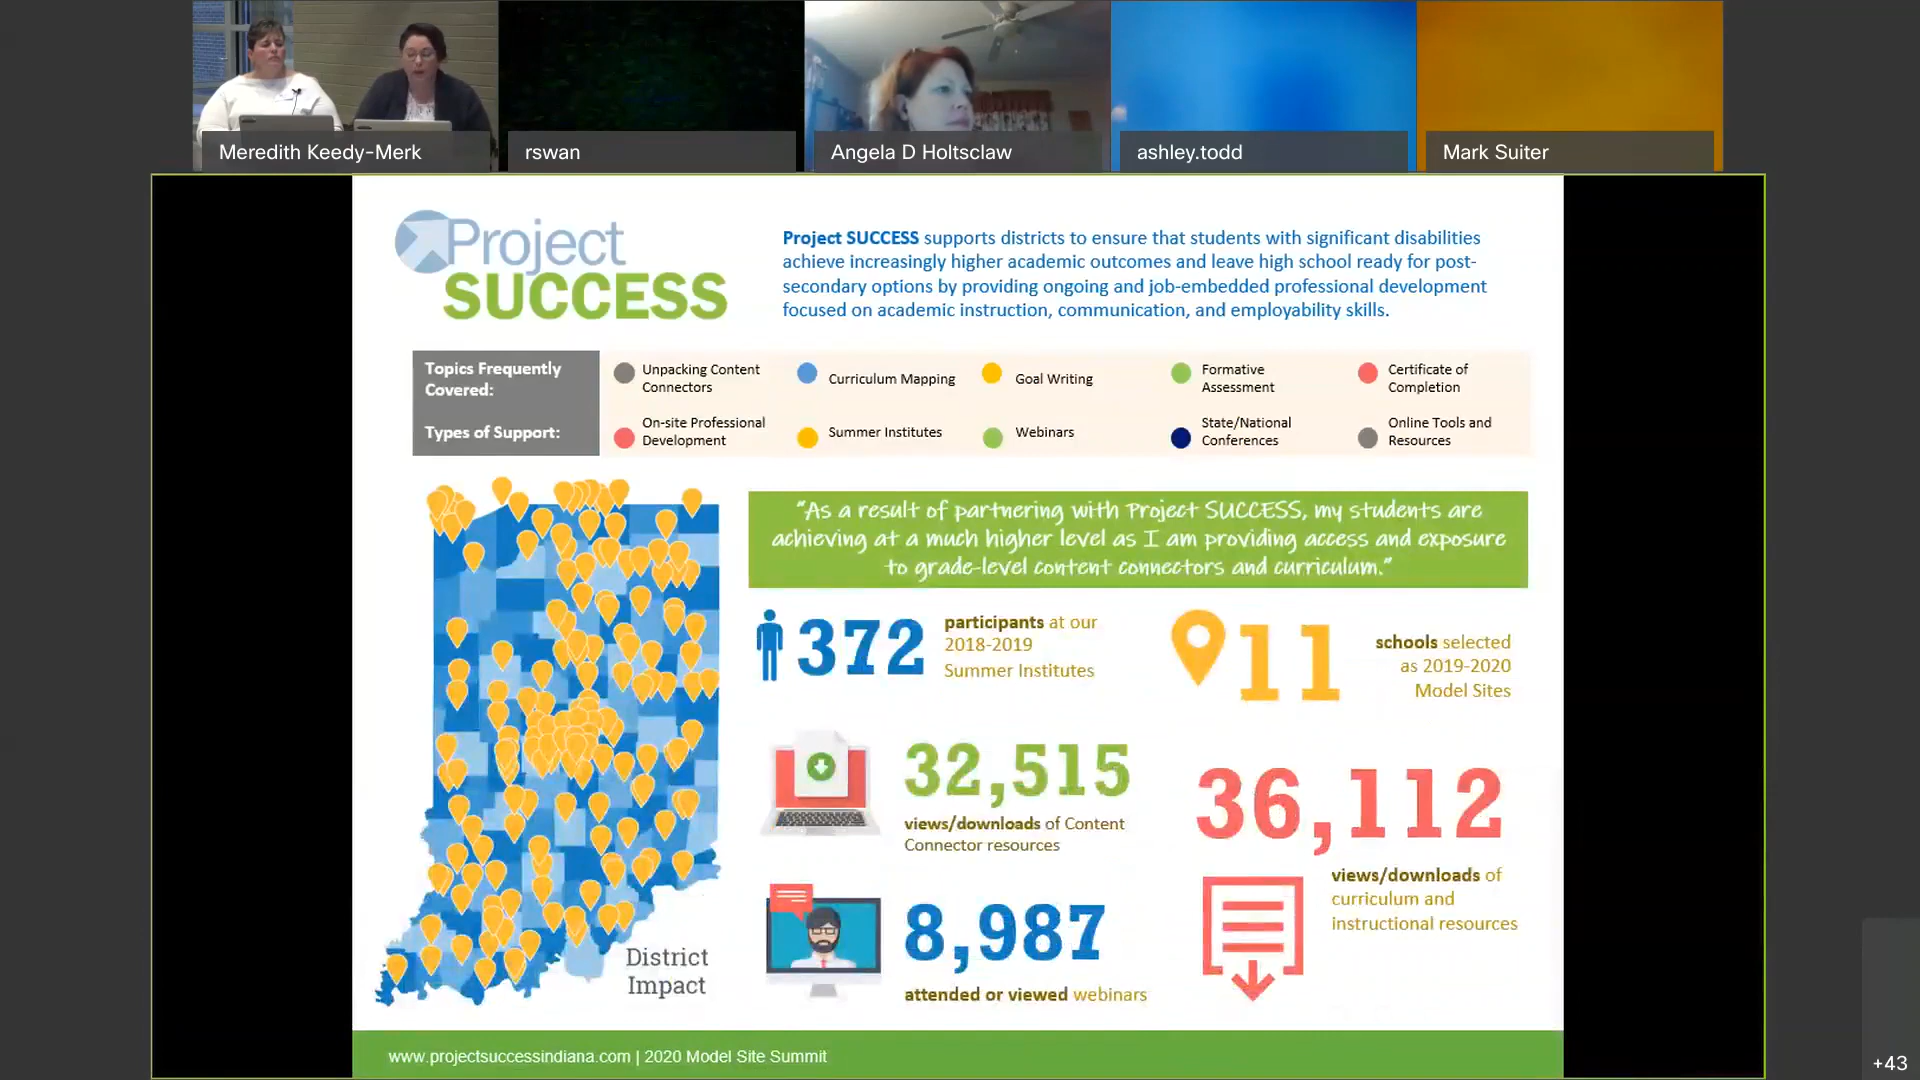 Meredith Keedy-Merk
rswan
Angela D Holtsclaw
ashley.todd
Mark Suiter
Project
SUCCESS
Project SUCCESS supports districts to ensure that students with significant disabilities
achieve increasingly higher academic outcomes and leave high school ready for post-
secondary options by providing ongoing and job-embedded professional development
focused on academic instruction, communication, and employability skills.
Topics Frequently
Covered:
Unpacking Content
Connectors
Curriculum Mapping
Goal Writing
Formative
Assessment
Certificate of
Completion
Types of Support:
On-site Professional
Development
Summer Institutes
Webinars
State/National
Conferences
Online Tools and
Resources
"As a result of partnering with Project SUCCESS, my students are
achieving at a much higher level as I am providing access and exposure
to grade-level content connectors and curriculum."
372
participants at our
2018-2019
Summer Institutes
11
schools selected
as 2019-2020
Model Sites
32,515
views/downloads of Content
Connector resources
36,112
views/downloads of
curriculum and
instructional resources
8,987
attended or viewed webinars
District
Impact
www.projectsuccessindiana.com | 2020 Model Site Summit
+43